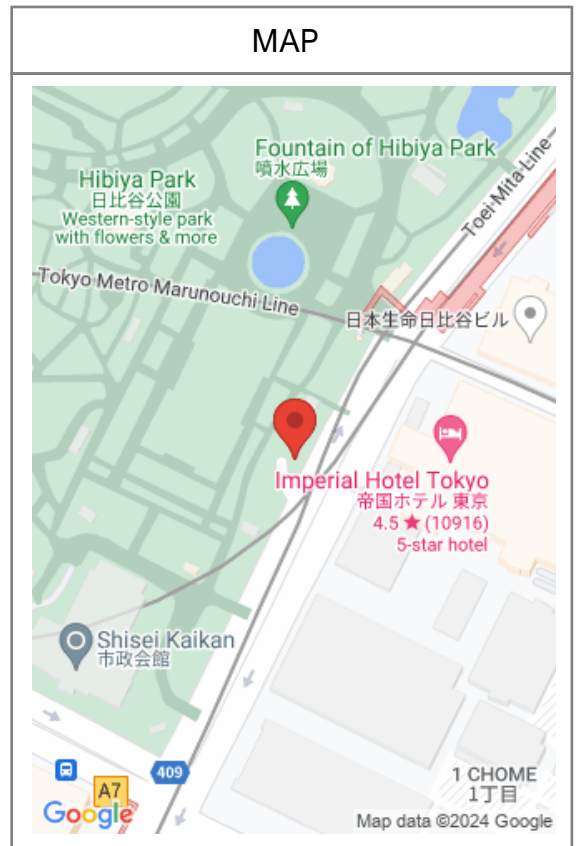 MAP
Fountain of Hibiya Park
噴水広場
Hibiya Park
日比谷公園
Western-style park
with flowers & more
Toei-Mita-Line
Tokyo Metro Marunouchi Line
日本生命日比谷ビル
Imperial Hotel Tokyo
帝国ホテル 東京
4.5 ★ (10916)
5-star hotel
Shisei Kaikan
市政会館
409
A7
1 CHOME
1丁目
Google
Map data ©2024 Google